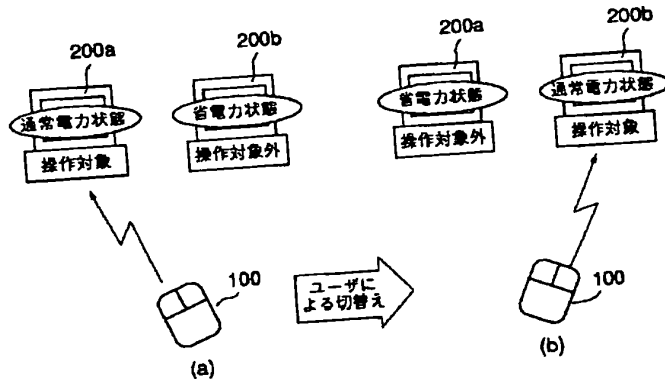 200a
200b
通常電力状態
省電力状態
操作対象
操作対象外
100
(a)
ユーザに
よる切替え
200a
200b
省電力状態
通常電力状態
操作対象外
操作対象
100
(b)